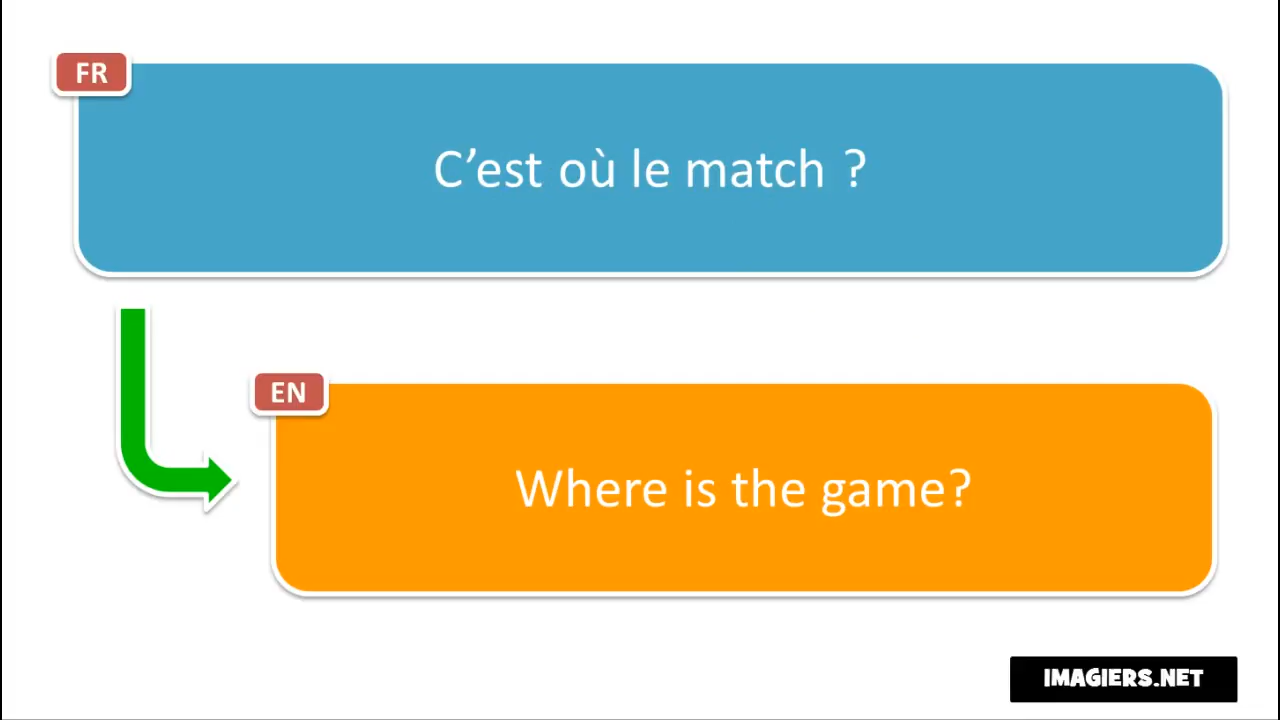 FR
C’est où le match ?
EN
Where is the game?
IMAGIERS.NET